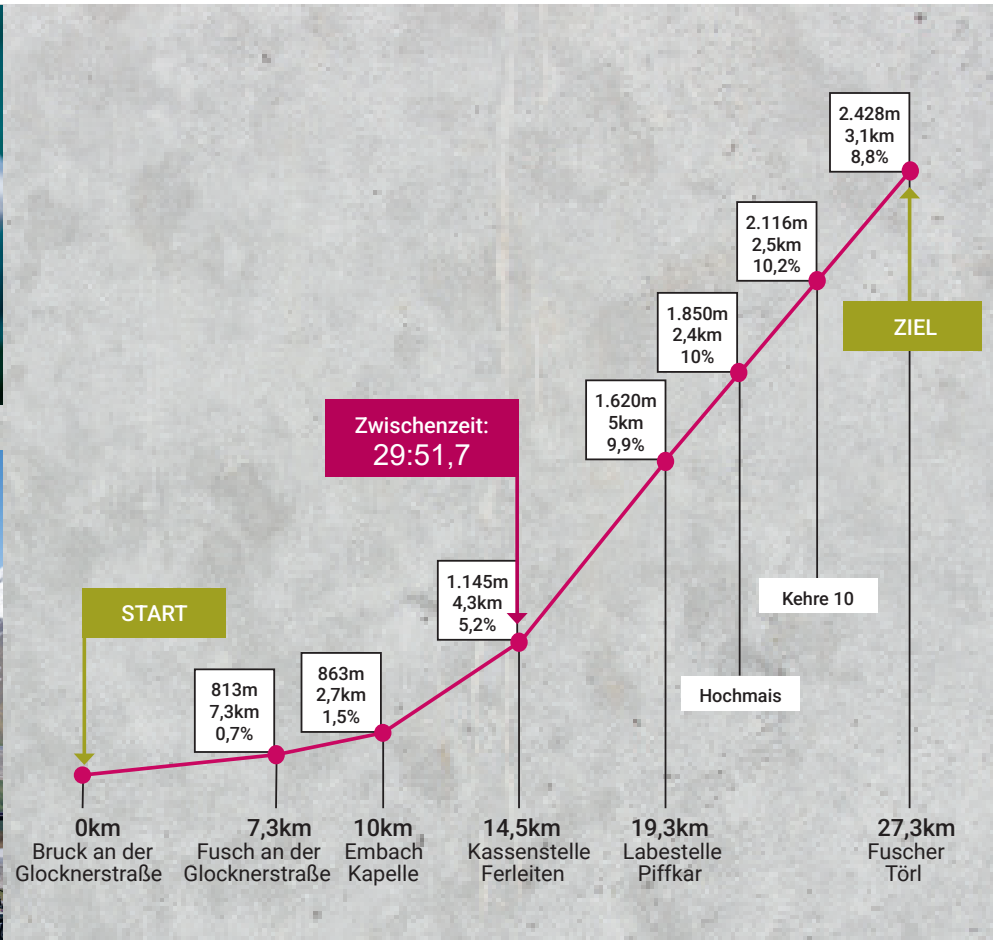 2.428m
3,1km
8,8%
2.116m
2,5km
10,2%
ZIEL
1.850m
2,4km
10%
1.620m
5km
9,9%
Zwischenzeit:
29:51,7
1.145m
4,3km
5,2%
Kehre 10
START
863m
2,7km
1,5%
813m
7,3km
0,7%
Hochmais
0km
Bruck an der
Glocknerstraße
7,3km
Fusch an der
Glocknerstraße
10km
Embach
Kapelle
14,5km
Kassenstelle
Ferleiten
19,3km
Labestelle
Piffkar
27,3km
Fuscher
Törl